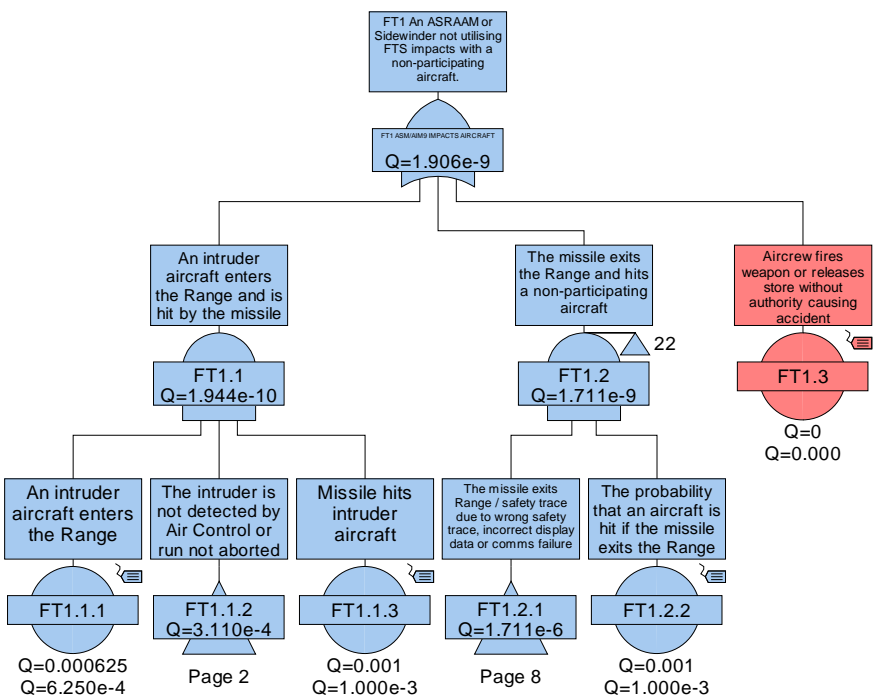 FT1 An ASRAAM or
Sidewinder not utilising
FTS impacts with a
non-participating
aircraft.
FT1 ASM/AIM9 IMPACTS AIRCRAFT
Q=1.906e-9
An intruder
aircraft enters
the Range and is
hit by the missile
FT1.1
Q=1.944e-10
The missile exits
the Range and hits
a non-participating
aircraft
22
FT1.2
Q=1.711e-9
Aircrew fires
weapon or releases
store without
authority causing
accident
FT1.3
Q=0
Q=0.000
An intruder
aircraft enters
the Range
FT1.1.1
Q=0.000625
Q=6.250e-4
The intruder is
not detected by
Air Control or
run not aborted
FT1.1.2
Q=3.110e-4
Page 2
Missile hits
intruder
aircraft
FT1.1.3
Q=0.001
Q=1.000e-3
The missile exits
Range / safety trace
due to wrong safety
trace, incorrect display
data or comms failure
FT1.2.1
Q=1.711e-6
Page 8
The probability
that an aircraft is
hit if the missile
exits the Range
FT1.2.2
Q=0.001
Q=1.000e-3